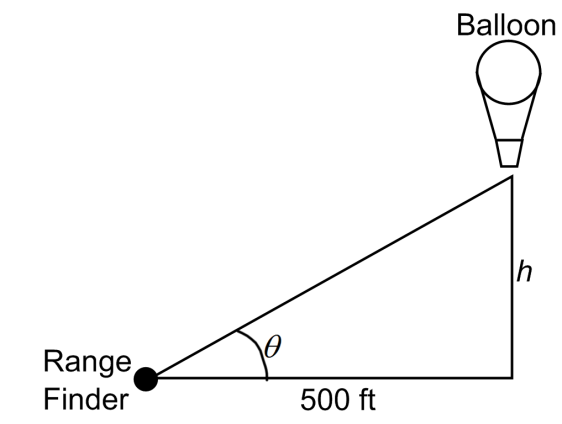 Balloon
h
θ
Range
Finder
500 ft